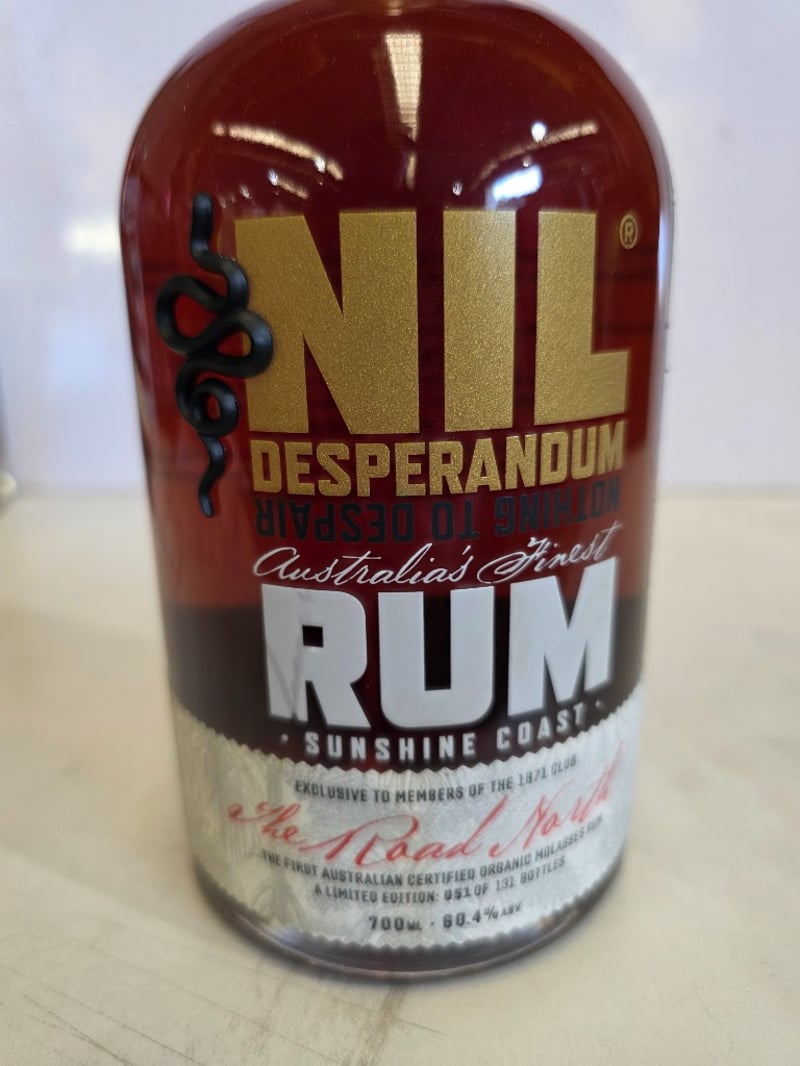 NIL®
DESPERANDUM
NOTHING TO DESPAIR
Australia's Finest
RUM
· SUNSHINE COAST ·
EXCLUSIVE TO MEMBERS OF THE 1871 CLUB
The Road North
THE FIRST AUSTRALIAN CERTIFIED ORGANIC MOLASSES RUM
A LIMITED EDITION: 051 OF 131 BOTTLES
700ML · 60.4% ABV